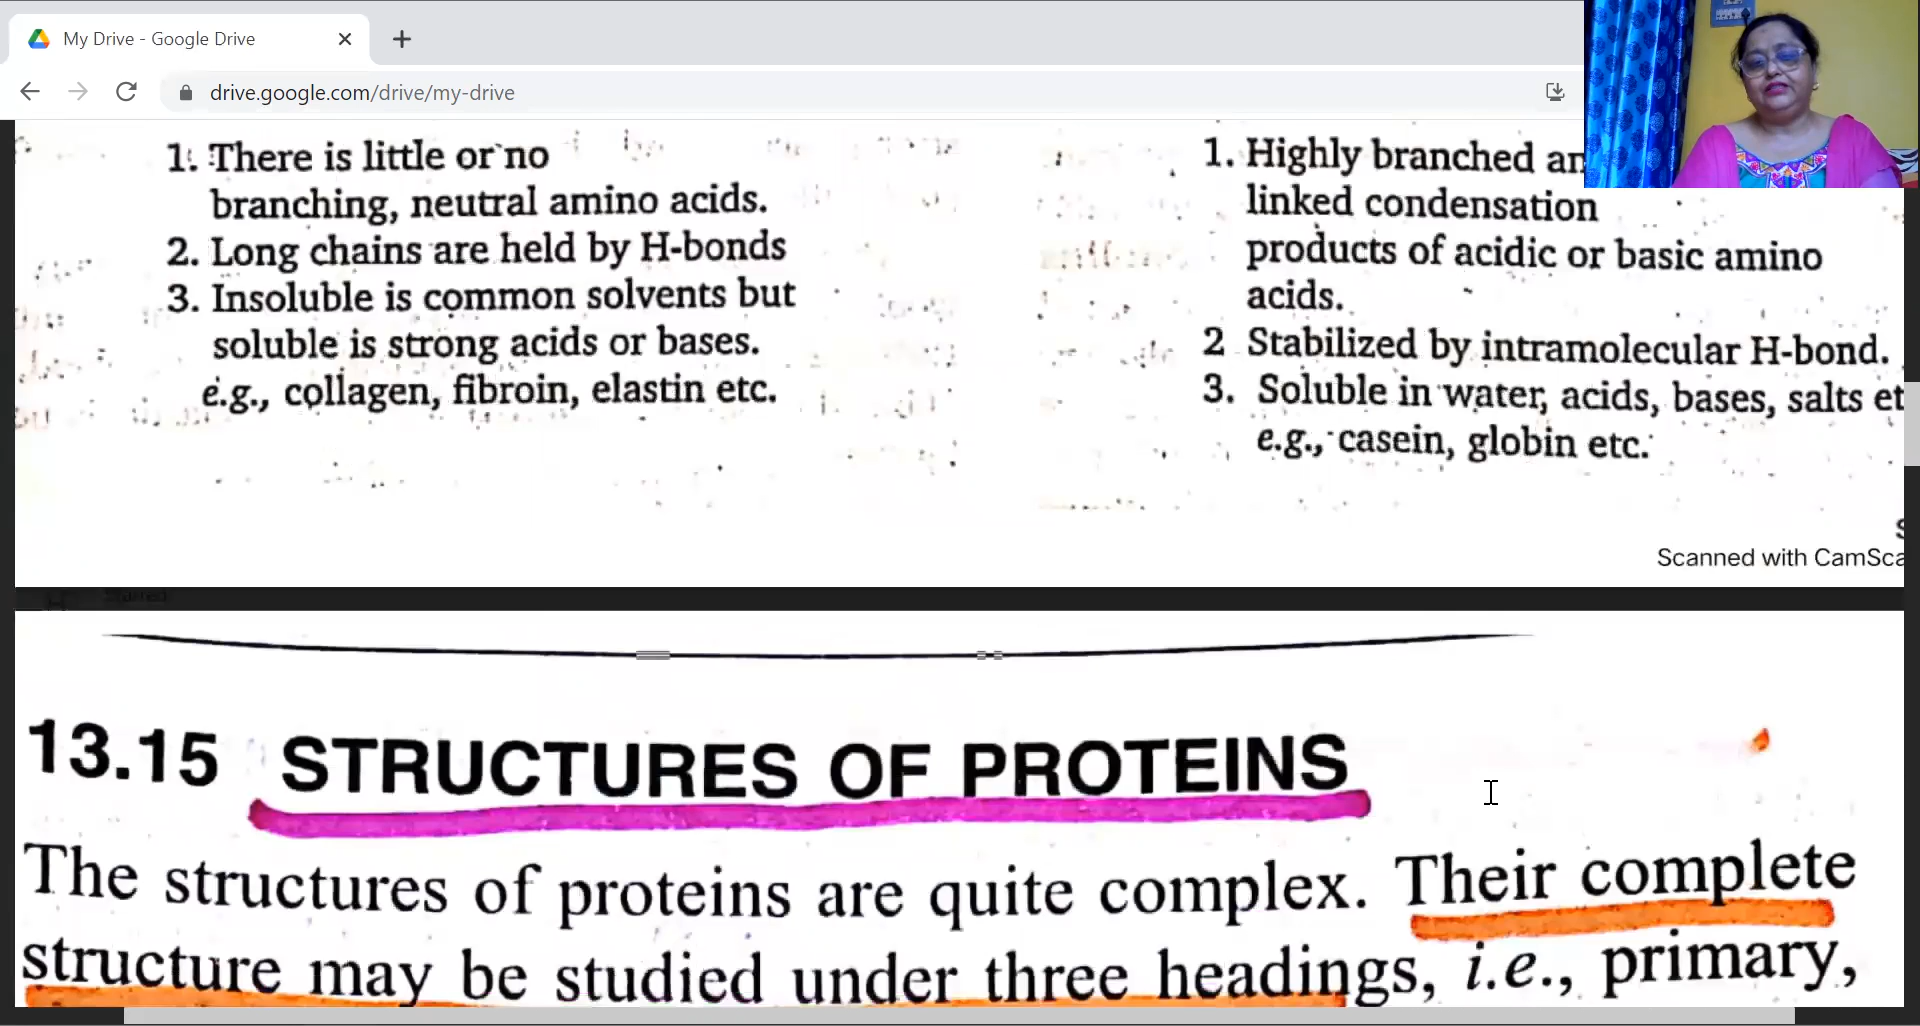 My Drive - Google Drive
drive.google.com/drive/my-drive
1. There is little or no
branching, neutral amino acids.
2. Long chains are held by H-bonds
3. Insoluble is common solvents but
soluble is strong acids or bases.
e.g., collagen, fibroin, elastin etc.
1. Highly branched an
linked condensation
products of acidic or basic amino
acids.
2 Stabilized by intramolecular H-bond.
3. Soluble in water, acids, bases, salts et
e.g., casein, globin etc.
Scanned with CamSca
13.15 STRUCTURES OF PROTEINS
The structures of proteins are quite complex. Their complete
structure may be studied under three headings, i.e., primary,